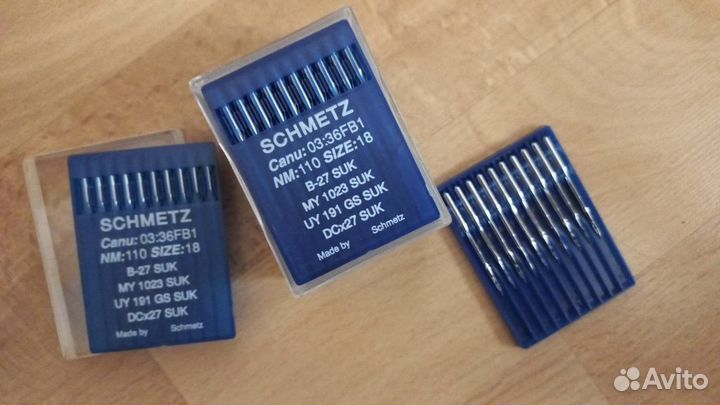 SCHMETZ
Canu: 03:36FB1
NM:110 SIZE:18
B-27 SUK
MY 1023 SUK
UY 191 GS SUK
DCx27 SUK
Made by Schmetz
SCHMETZ
Canu: 03:36FB1
NM:110 SIZE:18
B-27 SUK
MY 1023 SUK
UY 191 GS SUK
DCx27 SUK
Made by Schmetz
Avito